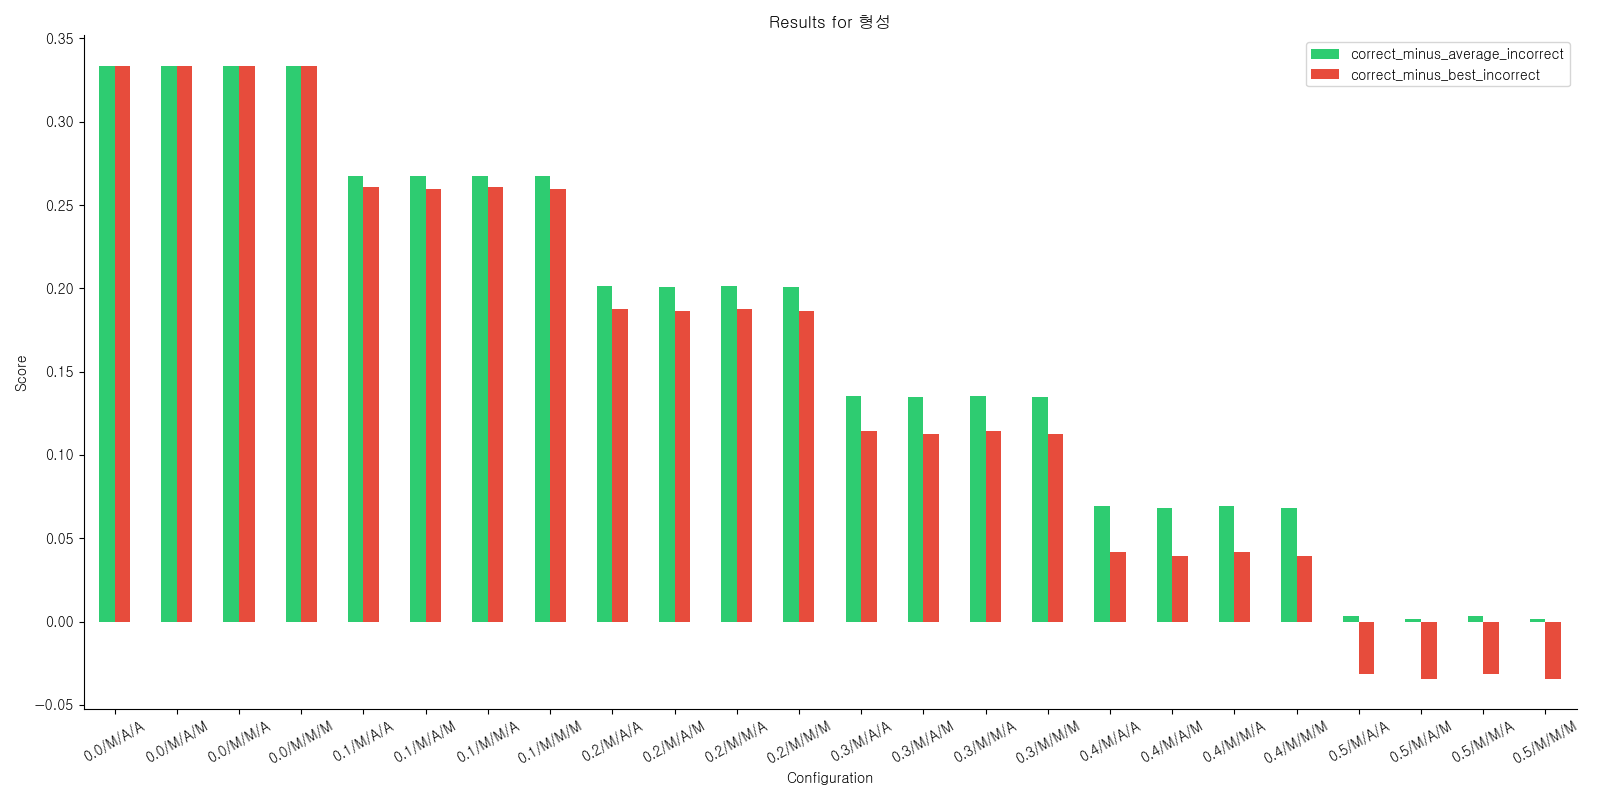 Results for 형성
correct_minus_average_incorrect
correct_minus_best_incorrect
0.35
0.30
0.25
0.20
0.15
0.10
0.05
0.00
−0.05
Score
0.0/M/A/A
0.0/M/A/M
0.0/M/M/A
0.0/M/M/M
0.1/M/A/A
0.1/M/A/M
0.1/M/M/A
0.1/M/M/M
0.2/M/A/A
0.2/M/A/M
0.2/M/M/A
0.2/M/M/M
0.3/M/A/A
0.3/M/A/M
0.3/M/M/A
0.3/M/M/M
0.4/M/A/A
0.4/M/A/M
0.4/M/M/A
0.4/M/M/M
0.5/M/A/A
0.5/M/A/M
0.5/M/M/A
0.5/M/M/M
Configuration